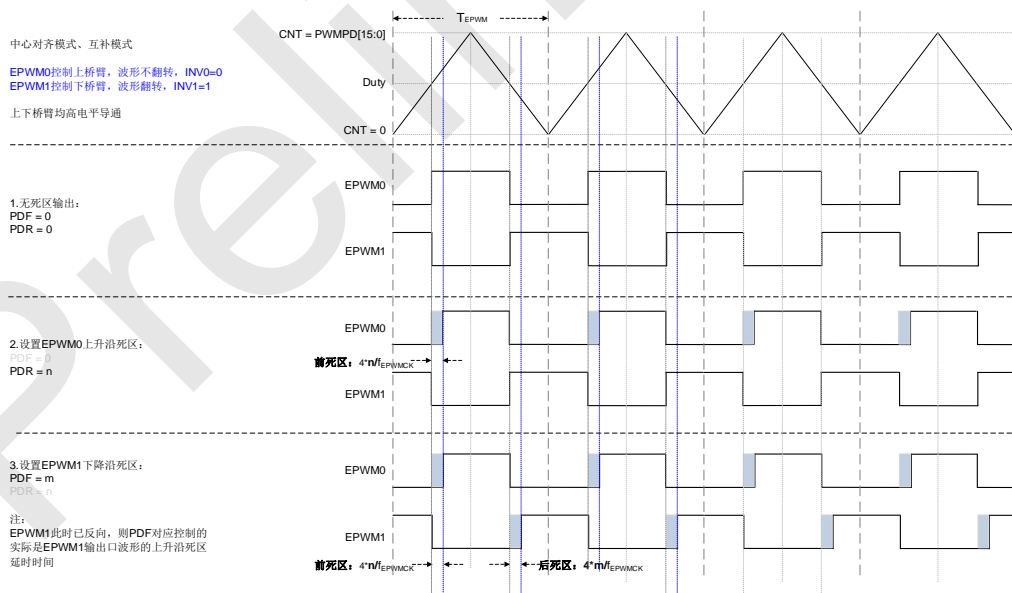 TEPWM
CNT = PWMPD[15:0]
中心对齐模式、互补模式
EPWM0控制上桥臂，波形不翻转，INV0=0
EPWM1控制下桥臂，波形翻转，INV1=1
Duty
上下桥臂均高电平导通
CNT = 0
EPWM0
1.无死区输出：
PDF = 0
PDR = 0
EPWM1
EPWM0
2.设置EPWM0上升沿死区：
PDF = 0
PDR = n
前死区：4*n/fEPWMCK
EPWM1
3.设置EPWM1下降沿死区：
EPWM0
PDF = m
PDR = n
注：
EPWM1此时已反向，则PDF对应控制的
EPWM1
实际是EPWM1输出口波形的上升沿死区
延时时间
前死区：4*n/fEPWMCK
后死区：4*m/fEPWMCK
Prelim